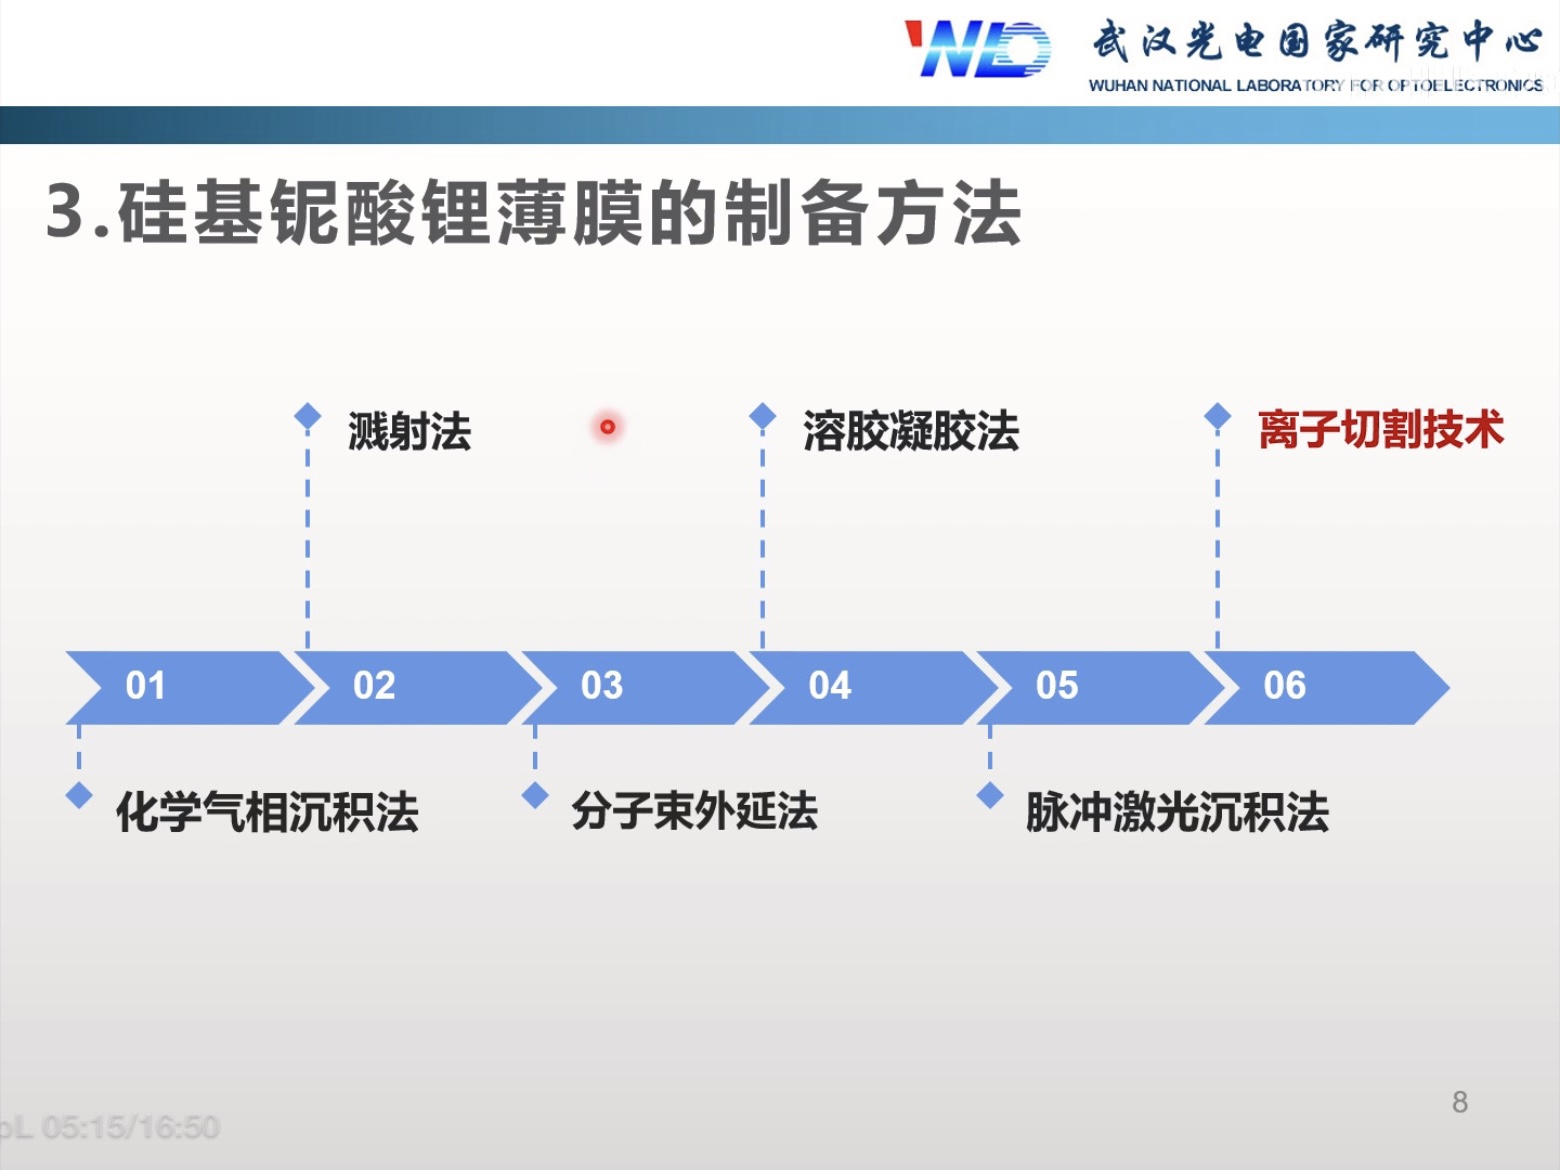 武汉光电国家研究中心
WUHAN NATIONAL LABORATORY FOR OPTOELECTRONICS
3.硅基铌酸锂薄膜的制备方法
溅射法
溶胶凝胶法
离子切割技术
01 02 03 04 05 06
化学气相沉积法
分子束外延法
脉冲激光沉积法
8
05:15/16:50